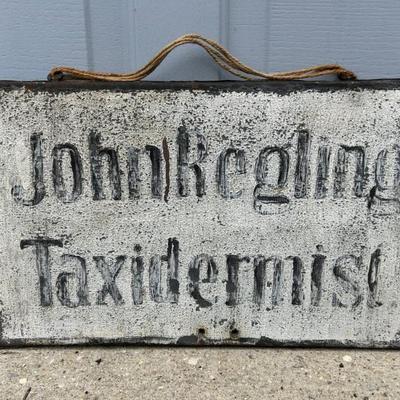 John Regling
Taxidermist.